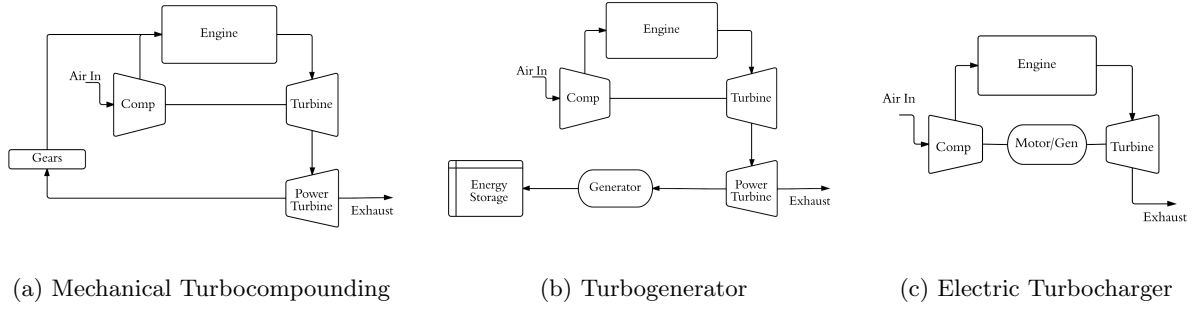 Engine
Air In
Comp
Turbine
Gears
Power
Turbine
Exhaust
(a) Mechanical Turbocompounding
Engine
Air In
Comp
Turbine
Energy
Storage
Generator
Power
Turbine
Exhaust
(b) Turbogenerator
Engine
Air In
Comp
Motor/Gen
Turbine
Exhaust
(c) Electric Turbocharger